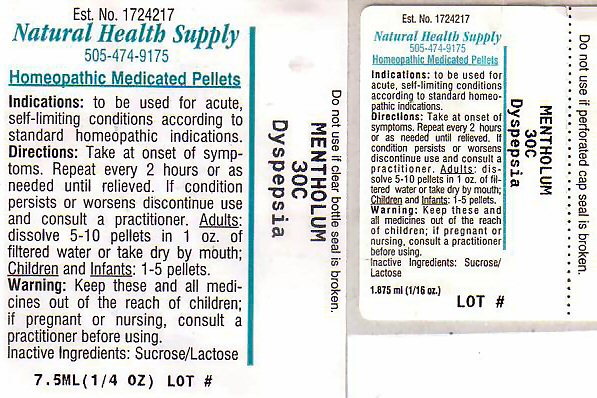 Est. No. 1724217
Natural Health Supply
505-474-9175
Homeopathic Medicated Pellets
Indications: to be used for acute,
self-limiting conditions according to
standard homeopathic indications.
Directions: Take at onset of symp-
toms. Repeat every 2 hours or as
needed until relieved. If condition
persists or worsens discontinue use
and consult a practitioner. Adults:
dissolve 5-10 pellets in 1 oz. of
filtered water or take dry by mouth;
Children and Infants: 1-5 pellets.
Warning: Keep these and all medi-
cines out of the reach of children;
if pregnant or nursing, consult a
practitioner before using.
Inactive Ingredients: Sucrose/Lactose
7.5ML(1/4 OZ) LOT #
Do not use if clear bottle seal is broken.
MENTHOLUM
30C
Dyspepsia
Est. No. 1724217
Natural Health Supply
505-474-9175
Homeopathic Medicated Pellets
Indications: to be used for
acute, self-limiting conditions
according to standard homeo-
pathic indications.
Directions: Take at onset of
symptoms. Repeat every 2 hours
or as needed until relieved. If
condition persists or worsens
discontinue use and consult a
practitioner. Adults: dis-
solve 5-10 pellets in 1 oz. of fil-
tered water or take dry by mouth;
Children and Infants: 1-5 pellets.
Warning: Keep these and
all medicines out of the reach
of children; if pregnant or
nursing, consult a practitioner
before using.
Inactive Ingredients: Sucrose/
Lactose
1.875 ml (1/16 oz.)
LOT #
MENTHOLUM
30C
Dyspepsia
Do not use if perforated cap seal is broken.